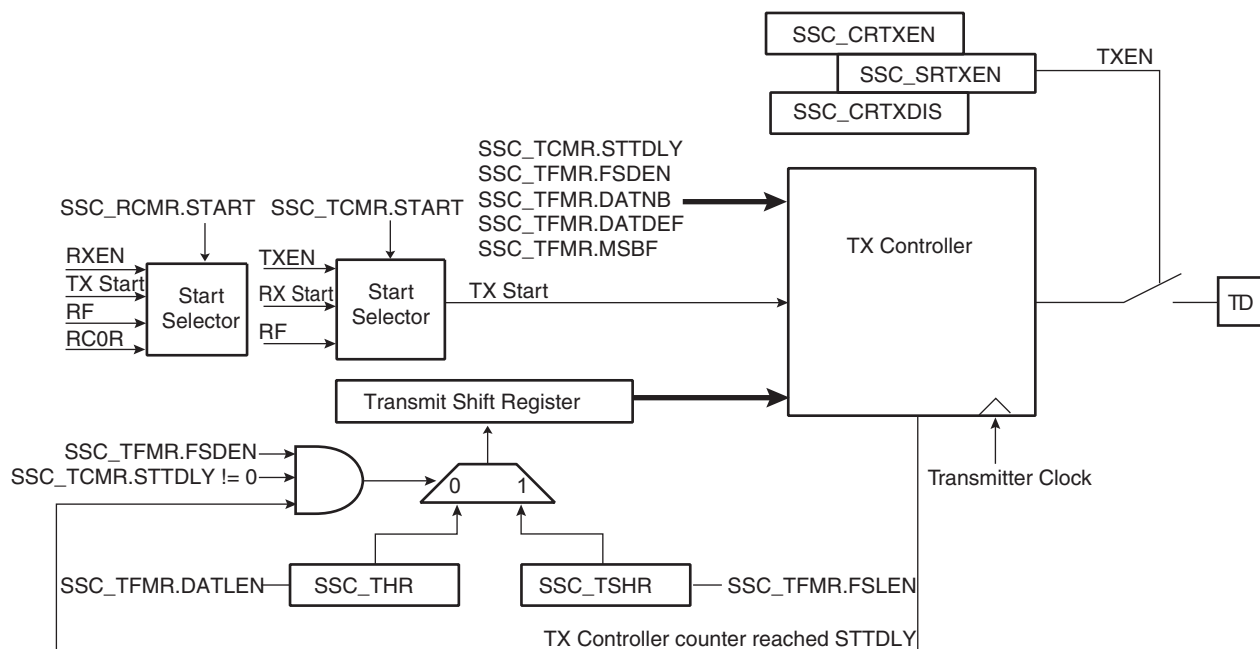 SSC_CRTXEN
SSC_SRTXEN
SSC_CRTXDIS
TXEN
SSC_TCMR.STTDLY
SSC_TFMR.FSDEN
SSC_TFMR.DATNB
SSC_TFMR.DATDEF
SSC_TFMR.MSBF
SSC_RCMR.START
SSC_TCMR.START
RXEN
TX Start
RF
RC0R
Start
Selector
TXEN
RX Start
RF
Start
Selector
TX Start
TX Controller
TD
Transmit Shift Register
Transmitter Clock
SSC_TFMR.FSDEN
SSC_TCMR.STTDLY != 0
0
1
SSC_TFMR.DATLEN
SSC_THR
SSC_TSHR
SSC_TFMR.FSLEN
TX Controller counter reached STTDLY